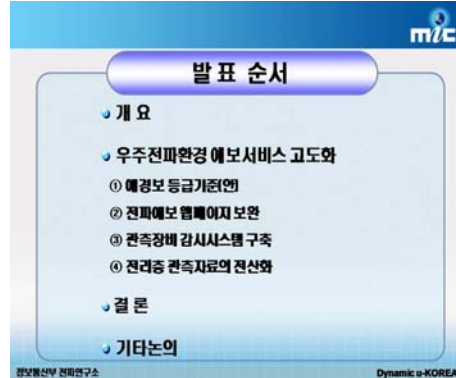 mic
발표 순서
개 요
우주전파환경 예보서비스 고도화
① 예경보 등급기준(안)
② 전파예보 웹페이지 보완
③ 관측장비 감시시스템 구축
④ 전리층 관측자료의 전산화
결 론
기타논의
정보통신부 전파연구소
Dynamic u-KOREA